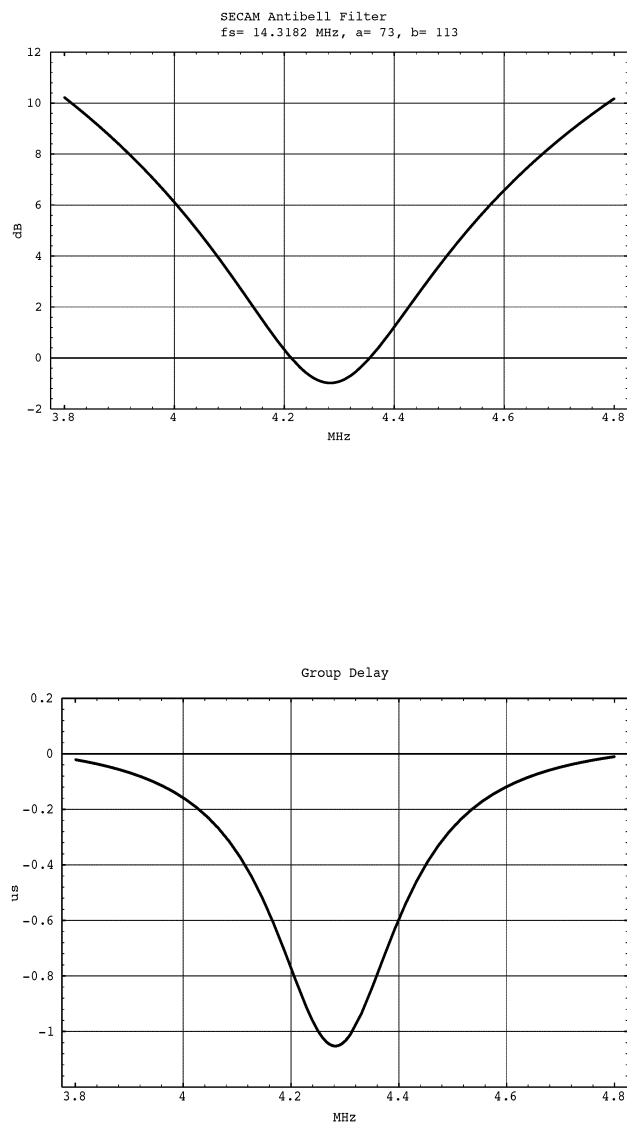 SECAM Antibell Filter
fs= 14.3182 MHz, a= 73, b= 113
12
10
8
6
4
2
0
-2
dB
3.8 4 4.2 4.4 4.6 4.8
MHz
Group Delay
0.2
0
-0.2
-0.4
-0.6
-0.8
-1
us
3.8 4 4.2 4.4 4.6 4.8
MHz